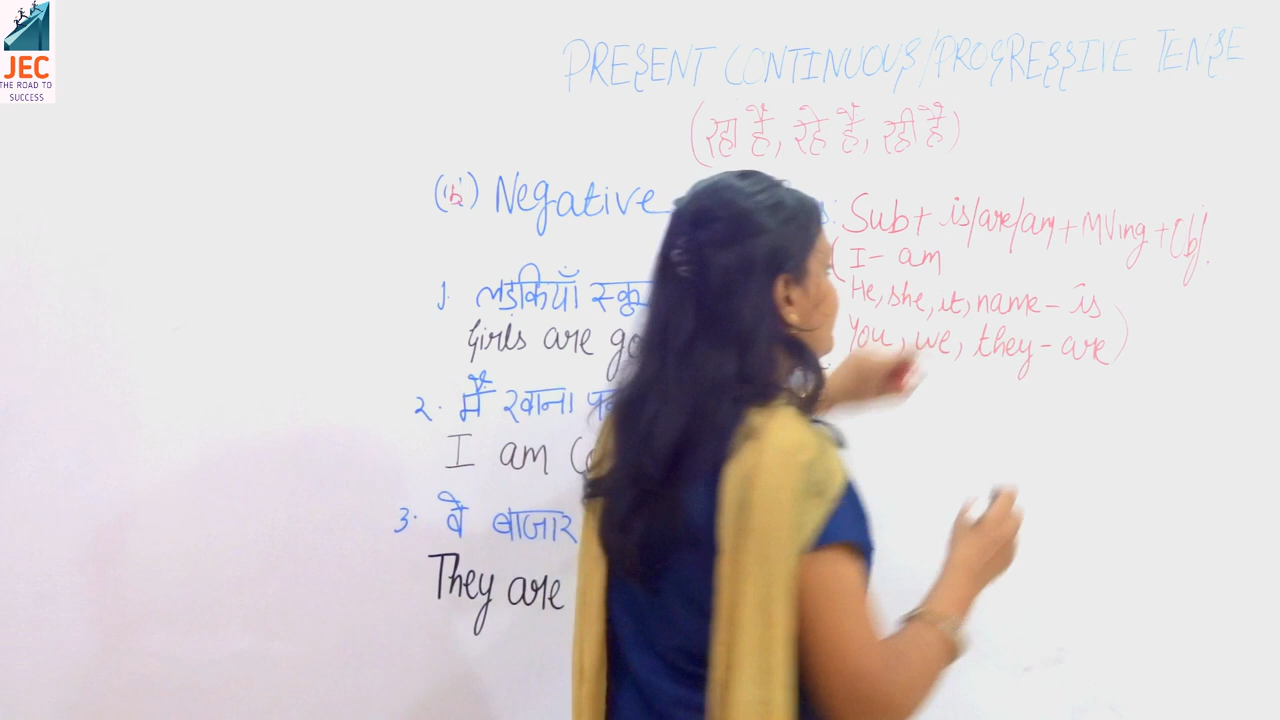 JEC
THE ROAD TO
SUCCESS
PRESENT CONTINUOUS/PROGRESSIVE TENSE
(रहा है, रहे हैं, रही है)
Negative
Sub+ is/are/am+MVing+Obj.
(I- am
He, she, it, name- is
You, we, they- are)
1. लड़कियाँ
Girls are
2. मैं खाना
I am
3. वे बाजार
They are